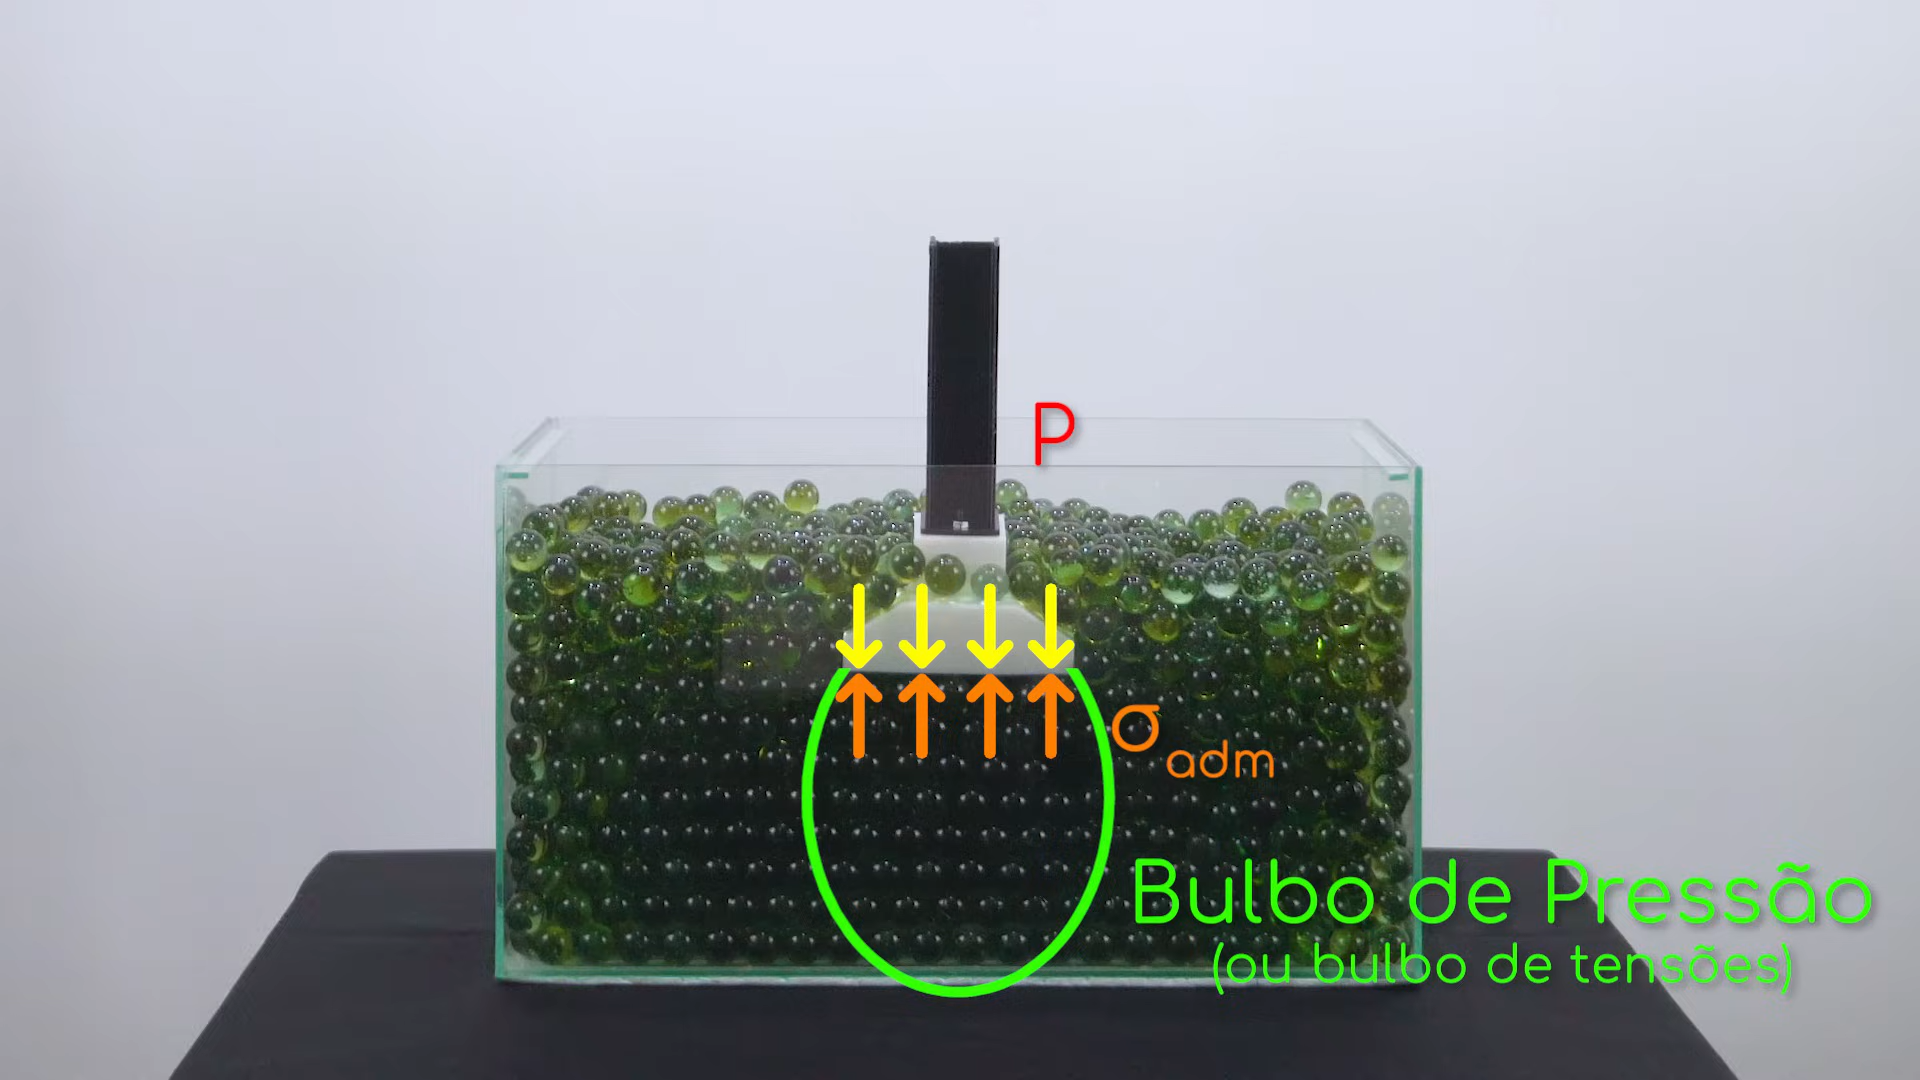 P
σadm
Bulbo de Pressão
(ou bulbo de tensões)